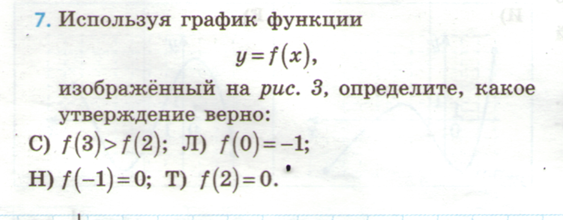 7. Используя график функции
y=f(x),
изображённый на рис. 3, определите, какое
утверждение верно:
С) f(3)>f(2); Л) f(0)=−1;
Н) f(−1)=0; Т) f(2)=0.